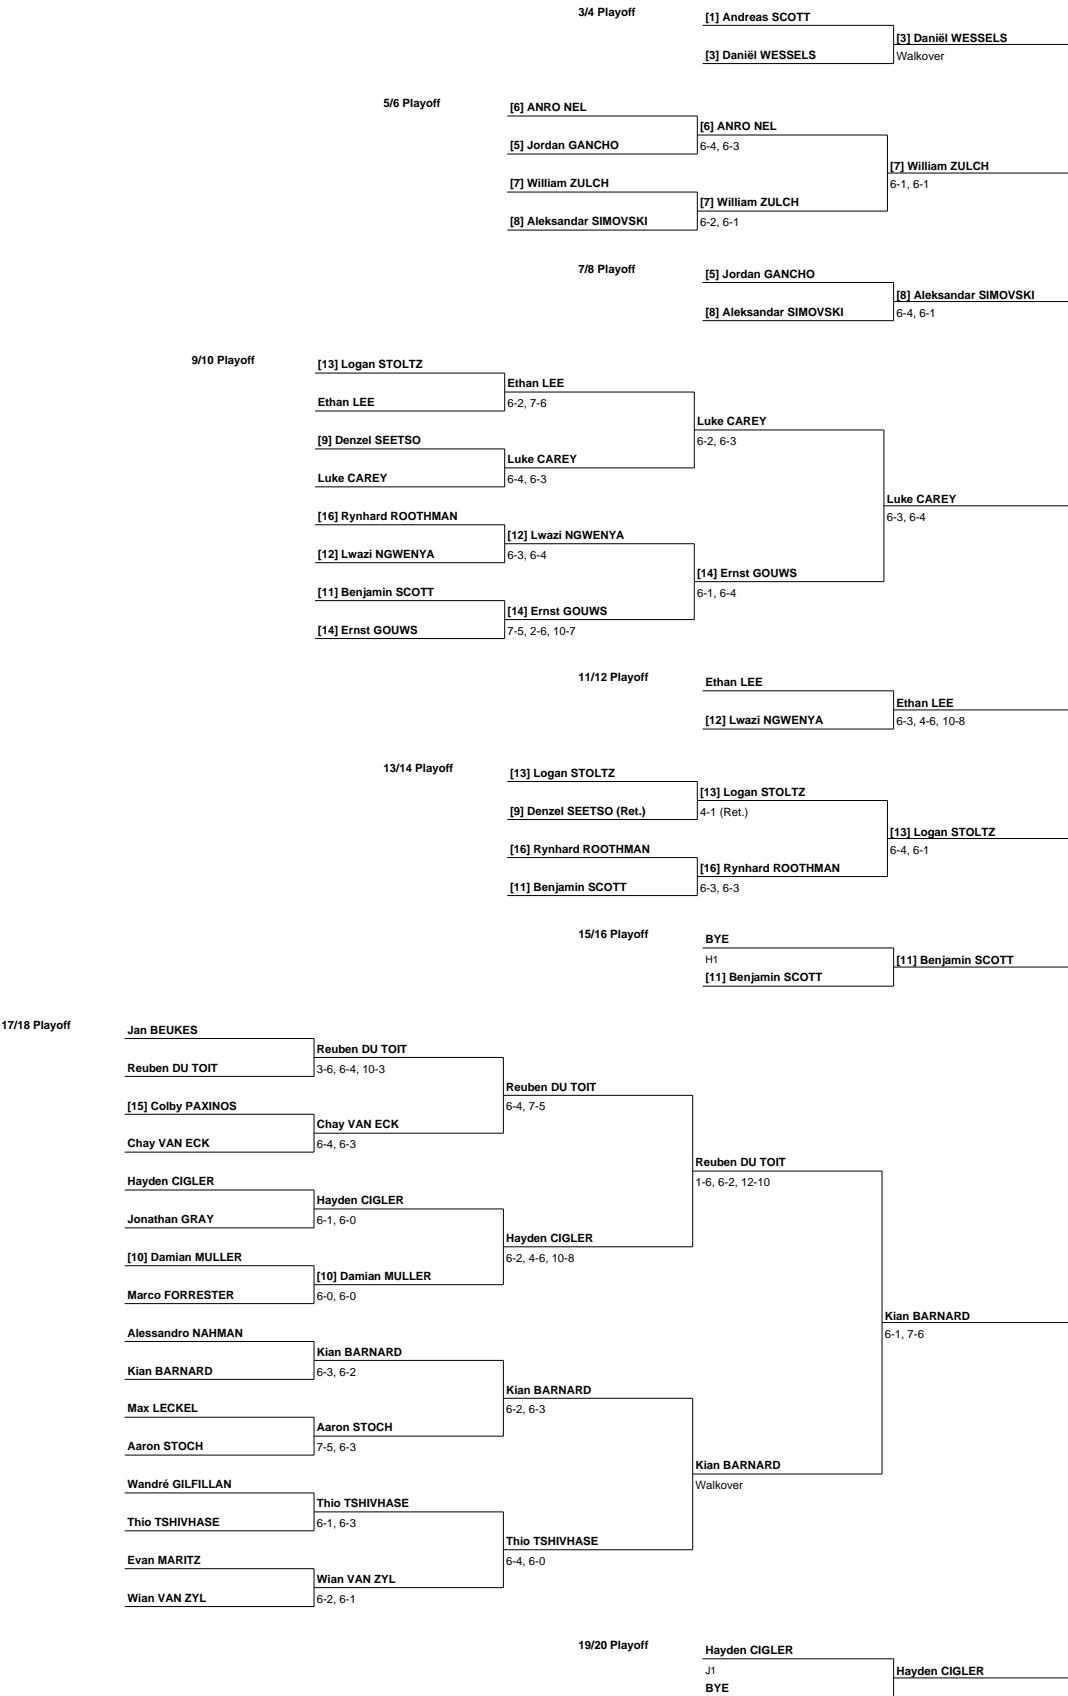 3/4 Playoff
[1] Andreas SCOTT
[3] Daniël WESSELS
[3] Daniël WESSELS
Walkover
5/6 Playoff
[6] ANRO NEL
[6] ANRO NEL
[5] Jordan GANCHO
6-4, 6-3
[7] William ZULCH
[7] William ZULCH
6-1, 6-1
[7] William ZULCH
[8] Aleksandar SIMOVSKI
6-2, 6-1
7/8 Playoff
[5] Jordan GANCHO
[8] Aleksandar SIMOVSKI
[8] Aleksandar SIMOVSKI
6-4, 6-1
9/10 Playoff
[13] Logan STOLTZ
Ethan LEE
Ethan LEE
6-2, 7-6
Luke CAREY
6-2, 6-3
[9] Denzel SEETSO
Luke CAREY
Luke CAREY
6-4, 6-3
Luke CAREY
6-3, 6-4
[16] Rynhard ROOTHMAN
[12] Lwazi NGWENYA
[12] Lwazi NGWENYA
6-3, 6-4
[14] Ernst GOUWS
6-1, 6-4
[11] Benjamin SCOTT
[14] Ernst GOUWS
[14] Ernst GOUWS
7-5, 2-6, 10-7
11/12 Playoff
Ethan LEE
Ethan LEE
[12] Lwazi NGWENYA
6-3, 4-6, 10-8
13/14 Playoff
[13] Logan STOLTZ
[13] Logan STOLTZ
[9] Denzel SEETSO (Ret.)
4-1 (Ret.)
[13] Logan STOLTZ
6-4, 6-1
[16] Rynhard ROOTHMAN
[16] Rynhard ROOTHMAN
[11] Benjamin SCOTT
6-3, 6-3
15/16 Playoff
BYE
H1
[11] Benjamin SCOTT
[11] Benjamin SCOTT
17/18 Playoff
Jan BEUKES
Reuben DU TOIT
Reuben DU TOIT
3-6, 6-4, 10-3
Reuben DU TOIT
6-4, 7-5
[15] Colby PAXINOS
Chay VAN ECK
Chay VAN ECK
6-4, 6-3
Reuben DU TOIT
1-6, 6-2, 12-10
Hayden CIGLER
Hayden CIGLER
Jonathan GRAY
6-1, 6-0
Hayden CIGLER
6-2, 4-6, 10-8
[10] Damian MULLER
[10] Damian MULLER
Marco FORRESTER
6-0, 6-0
Kian BARNARD
6-1, 7-6
Alessandro NAHMAN
Kian BARNARD
Kian BARNARD
6-3, 6-2
Kian BARNARD
6-2, 6-3
Max LECKEL
Aaron STOCH
Aaron STOCH
7-5, 6-3
Kian BARNARD
Walkover
Wandré GILFILLAN
Thio TSHIVHASE
Thio TSHIVHASE
6-1, 6-3
Thio TSHIVHASE
6-4, 6-0
Evan MARITZ
Wian VAN ZYL
Wian VAN ZYL
6-2, 6-1
19/20 Playoff
Hayden CIGLER
J1
Hayden CIGLER
BYE